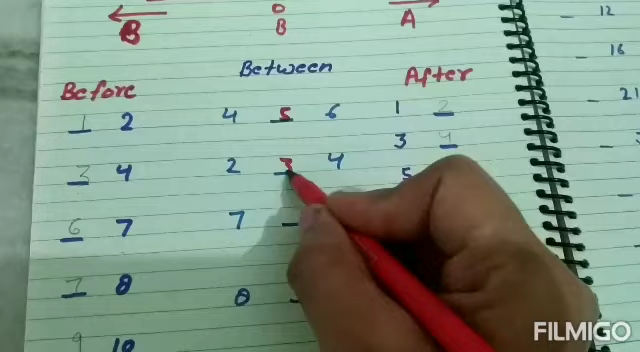 B B A
Between
Before After
1 2 4 5 6 1 2
3 4
3 4 2 3 4 5
6 7 7
7 8 8
9 10
12
16
21
FILMIGO